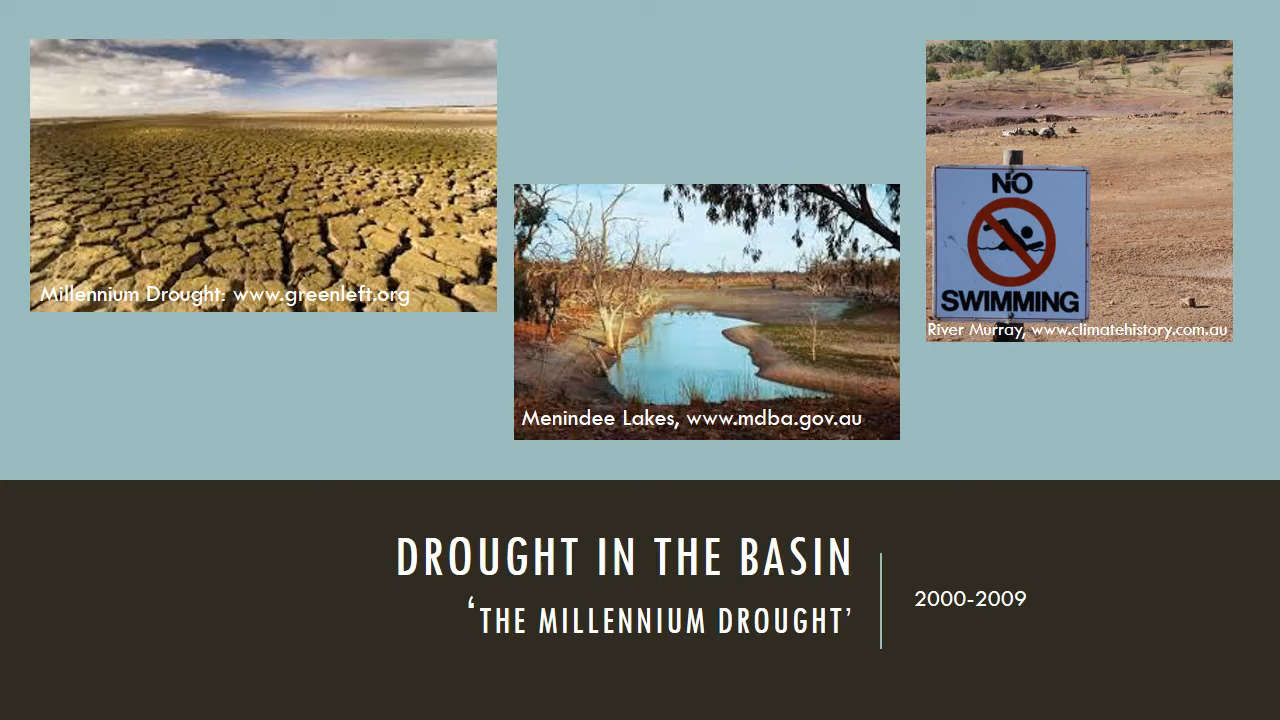 Millennium Drought: www.greenleft.org
Menindee Lakes, www.mdba.gov.au
NO
SWIMMING
River Murray, www.climatehistory.com.au
DROUGHT IN THE BASIN
‘THE MILLENNIUM DROUGHT’
2000-2009